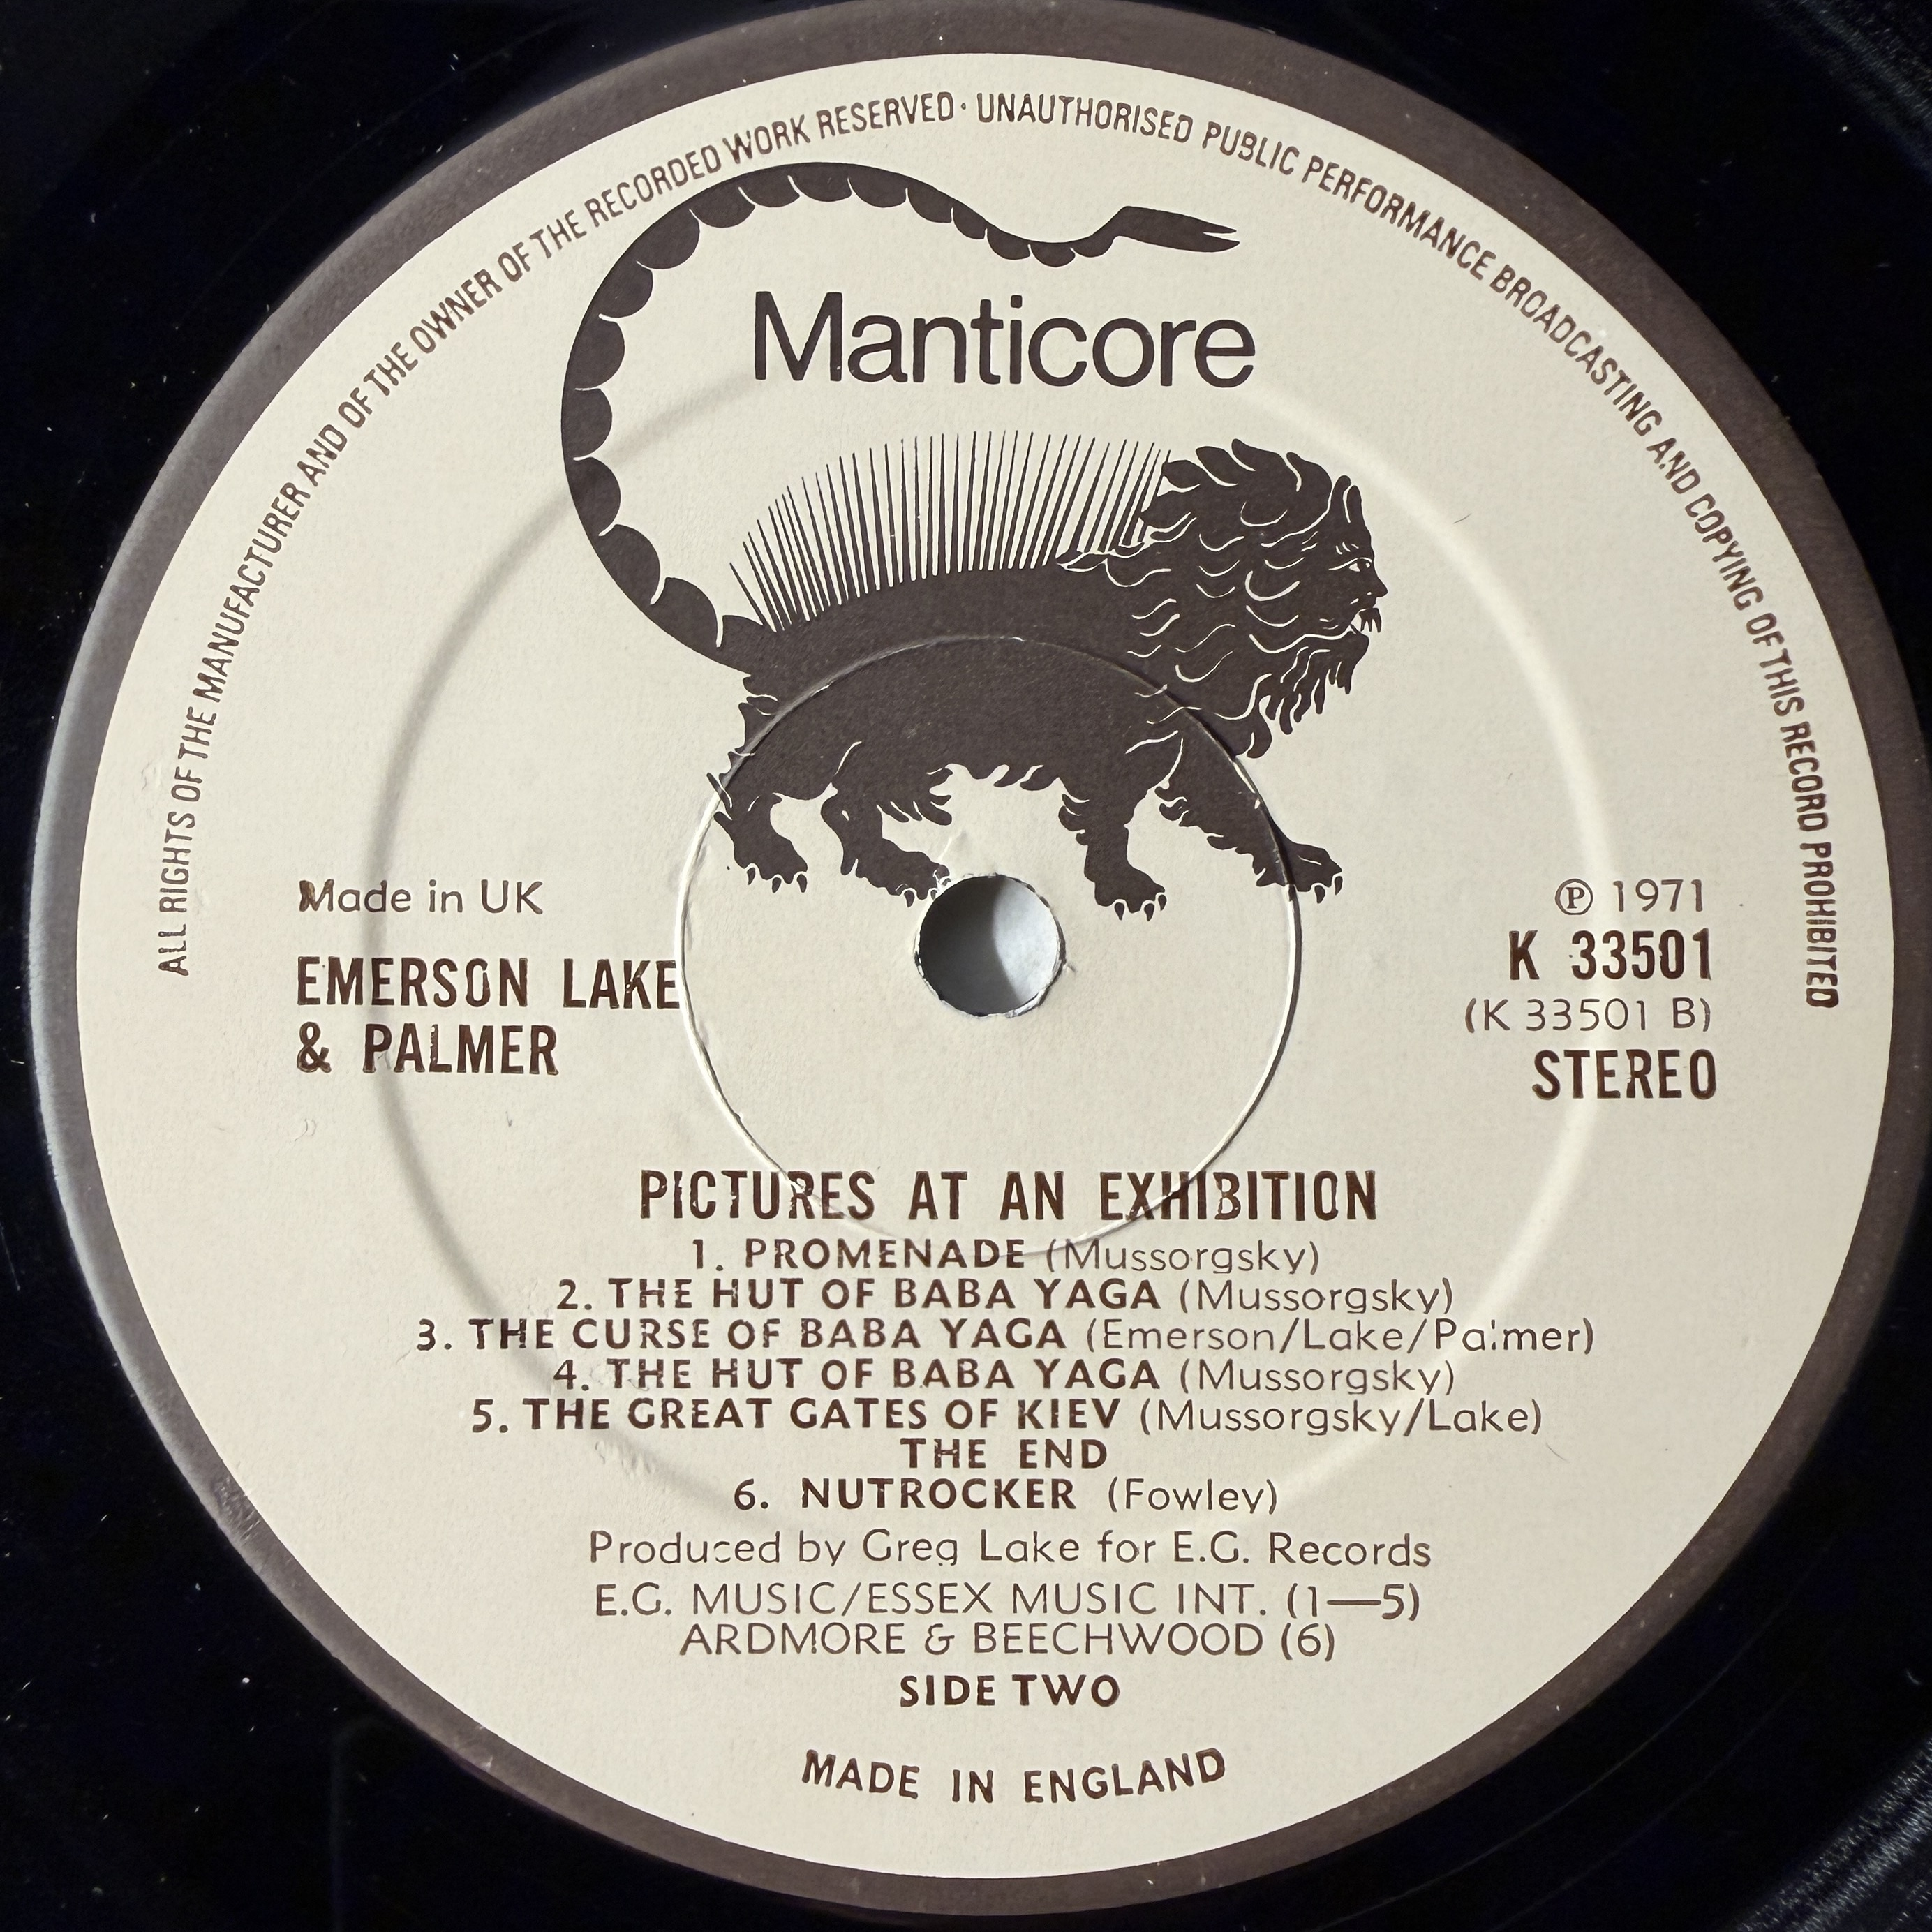 ALL RIGHTS OF THE MANUFACTURER AND OF THE OWNER OF THE RECORDED WORK RESERVED · UNAUTHORISED PUBLIC PERFORMANCE BROADCASTING AND COPYING OF THIS RECORD PROHIBITED
Manticore
Made in UK
EMERSON LAKE
& PALMER
℗ 1971
K 33501
(K 33501 B)
STEREO
PICTURES AT AN EXHIBITION
1. PROMENADE (Mussorgsky)
2. THE HUT OF BABA YAGA (Mussorgsky)
3. THE CURSE OF BABA YAGA (Emerson/Lake/Palmer)
4. THE HUT OF BABA YAGA (Mussorgsky)
5. THE GREAT GATES OF KIEV (Mussorgsky/Lake)
THE END
6. NUTROCKER (Fowley)
Produced by Greg Lake for E.G. Records
E.G. MUSIC/ESSEX MUSIC INT. (1—5)
ARDMORE & BEECHWOOD (6)
SIDE TWO
MADE IN ENGLAND